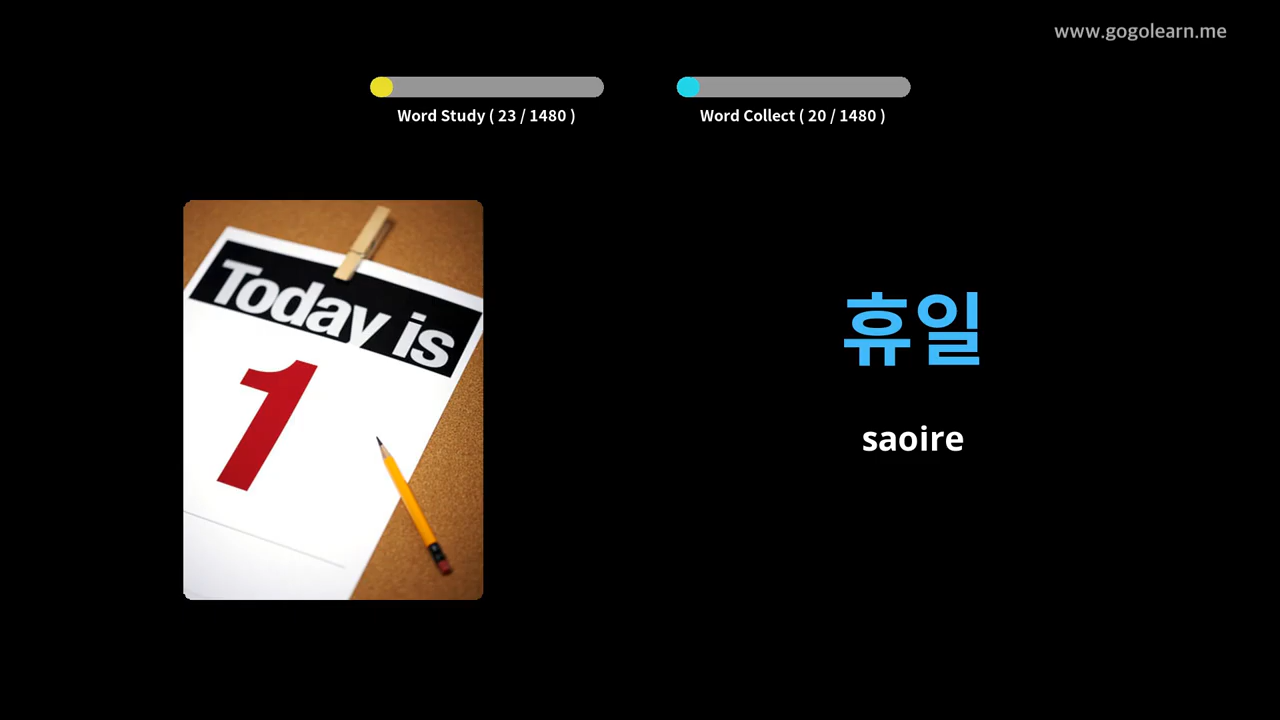 www.gogolearn.me
Word Study ( 23 / 1480 )
Word Collect ( 20 / 1480 )
Today is
1
휴일
saoire